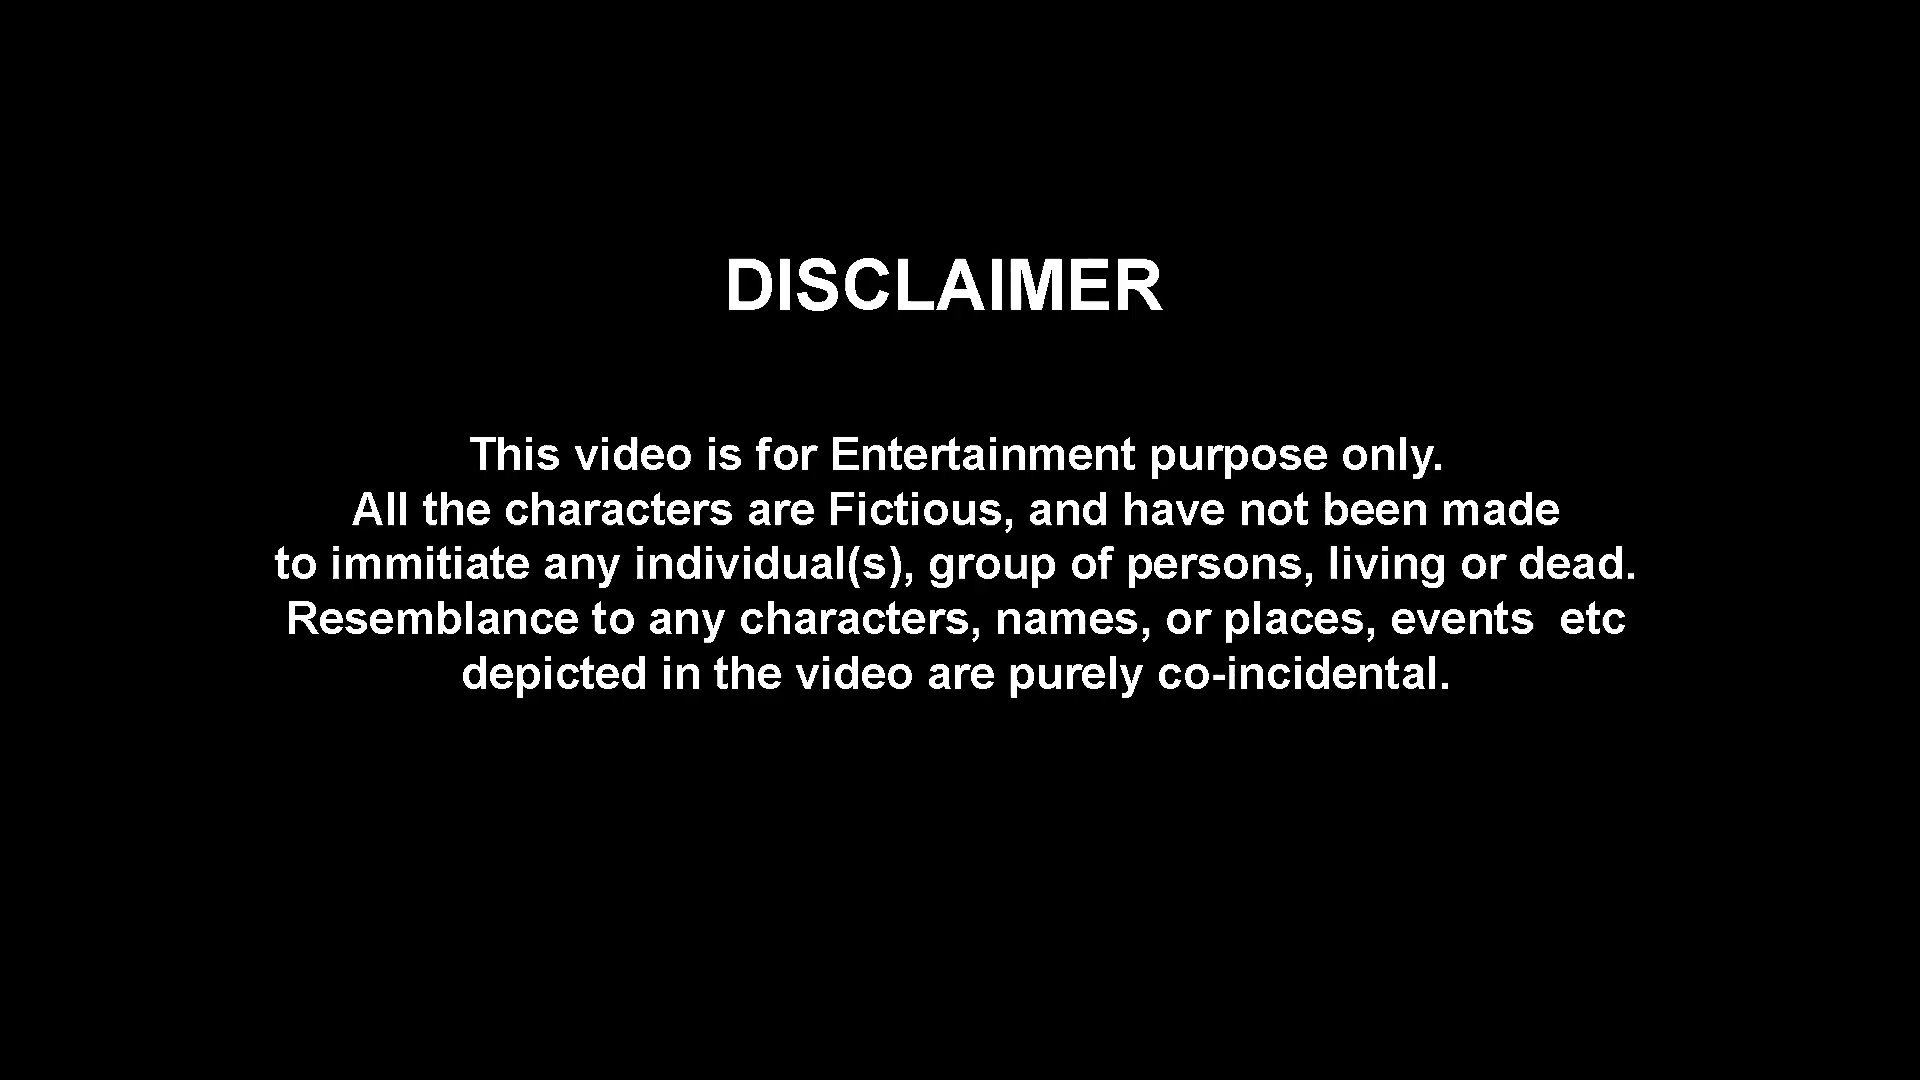 DISCLAIMER
This video is for Entertainment purpose only.
All the characters are Fictious, and have not been made
to immitiate any individual(s), group of persons, living or dead.
Resemblance to any characters, names, or places, events  etc
depicted in the video are purely co-incidental.